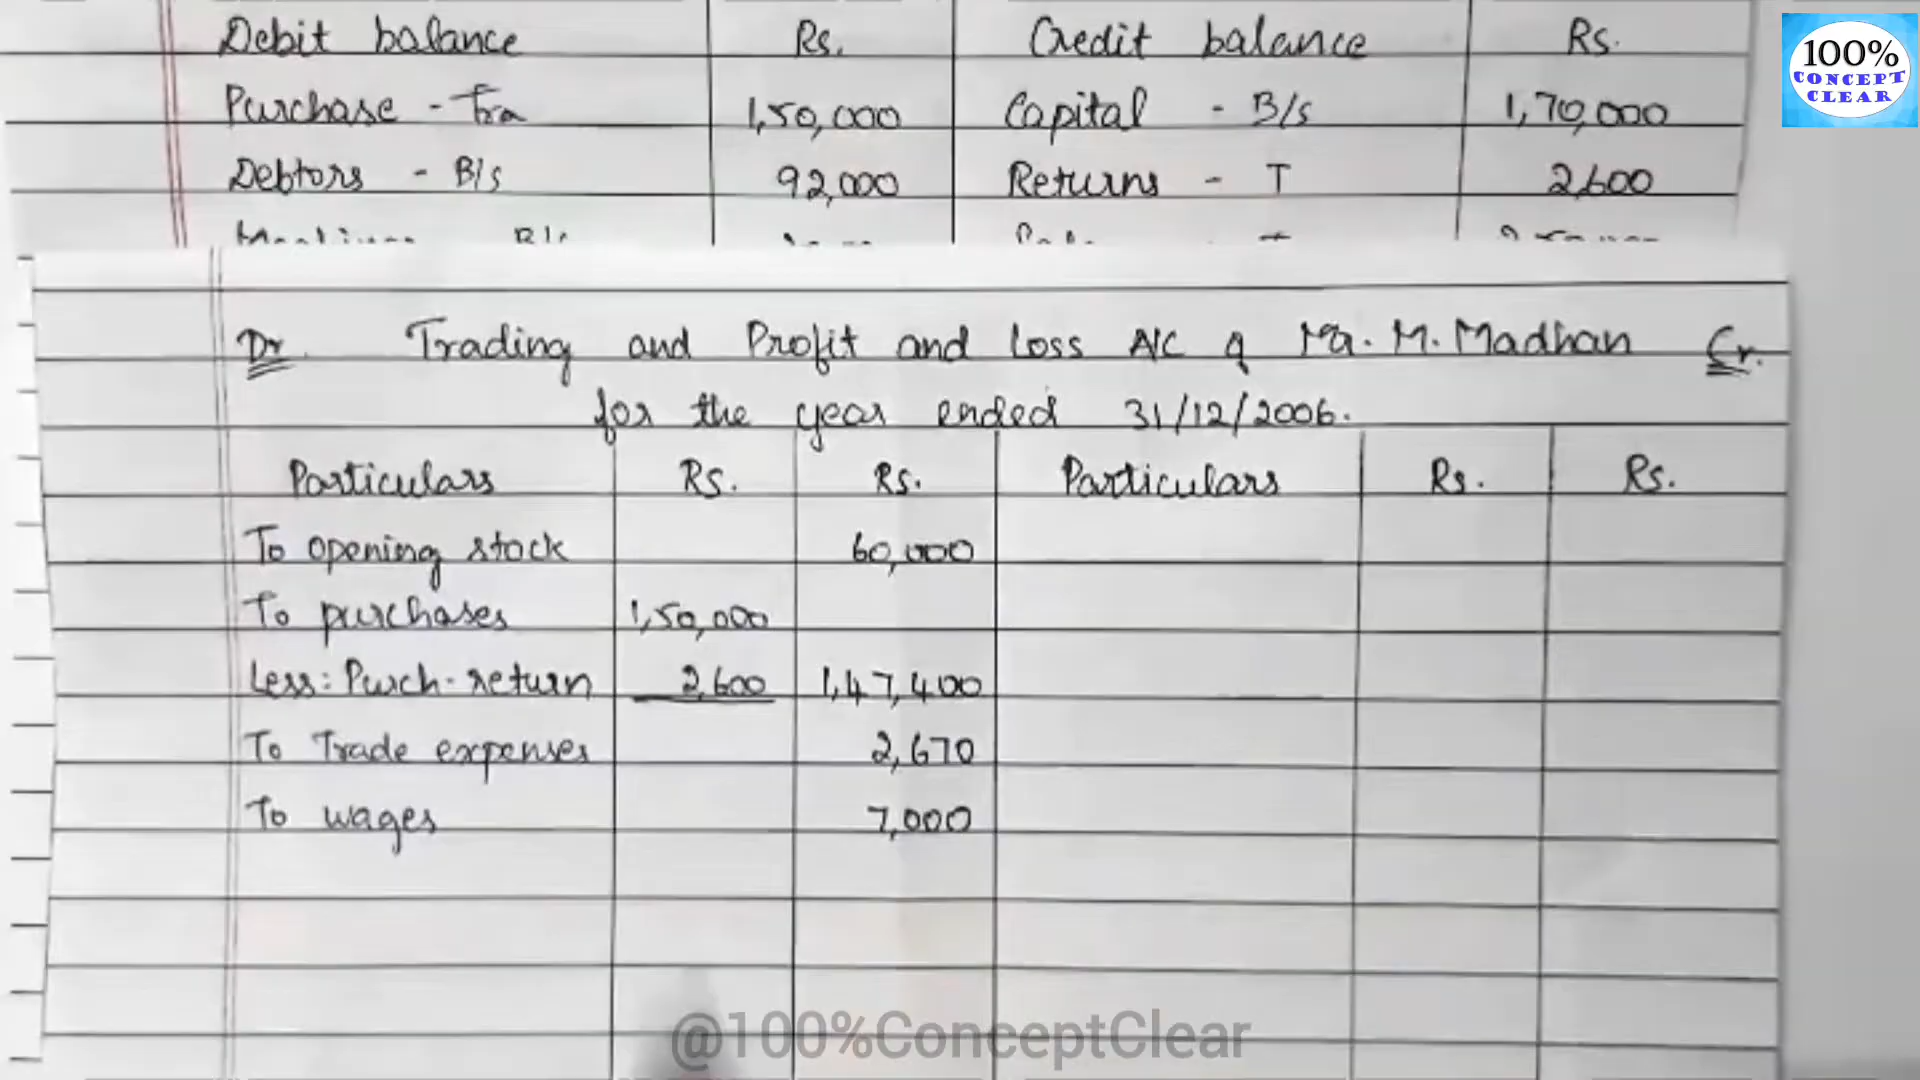 Debit balance Rs. Credit balance Rs.
Purchase - Tra 1,50,000 Capital - B/s 1,70,000
Debtors - B/s 92,000 Returns - T 2600
Dr. Trading and Profit and Loss A/C of Mr. M. Madhan Cr.
for the year ended 31/12/2006.
Particulars Rs. Rs. Particulars Rs. Rs.
To opening stock 60,000
To purchases 1,50,000
Less: Purch. return 2,600 1,47,400
To Trade expenses 2,670
To wages 7,000
100%
CONCEPT
CLEAR
@100%ConceptClear